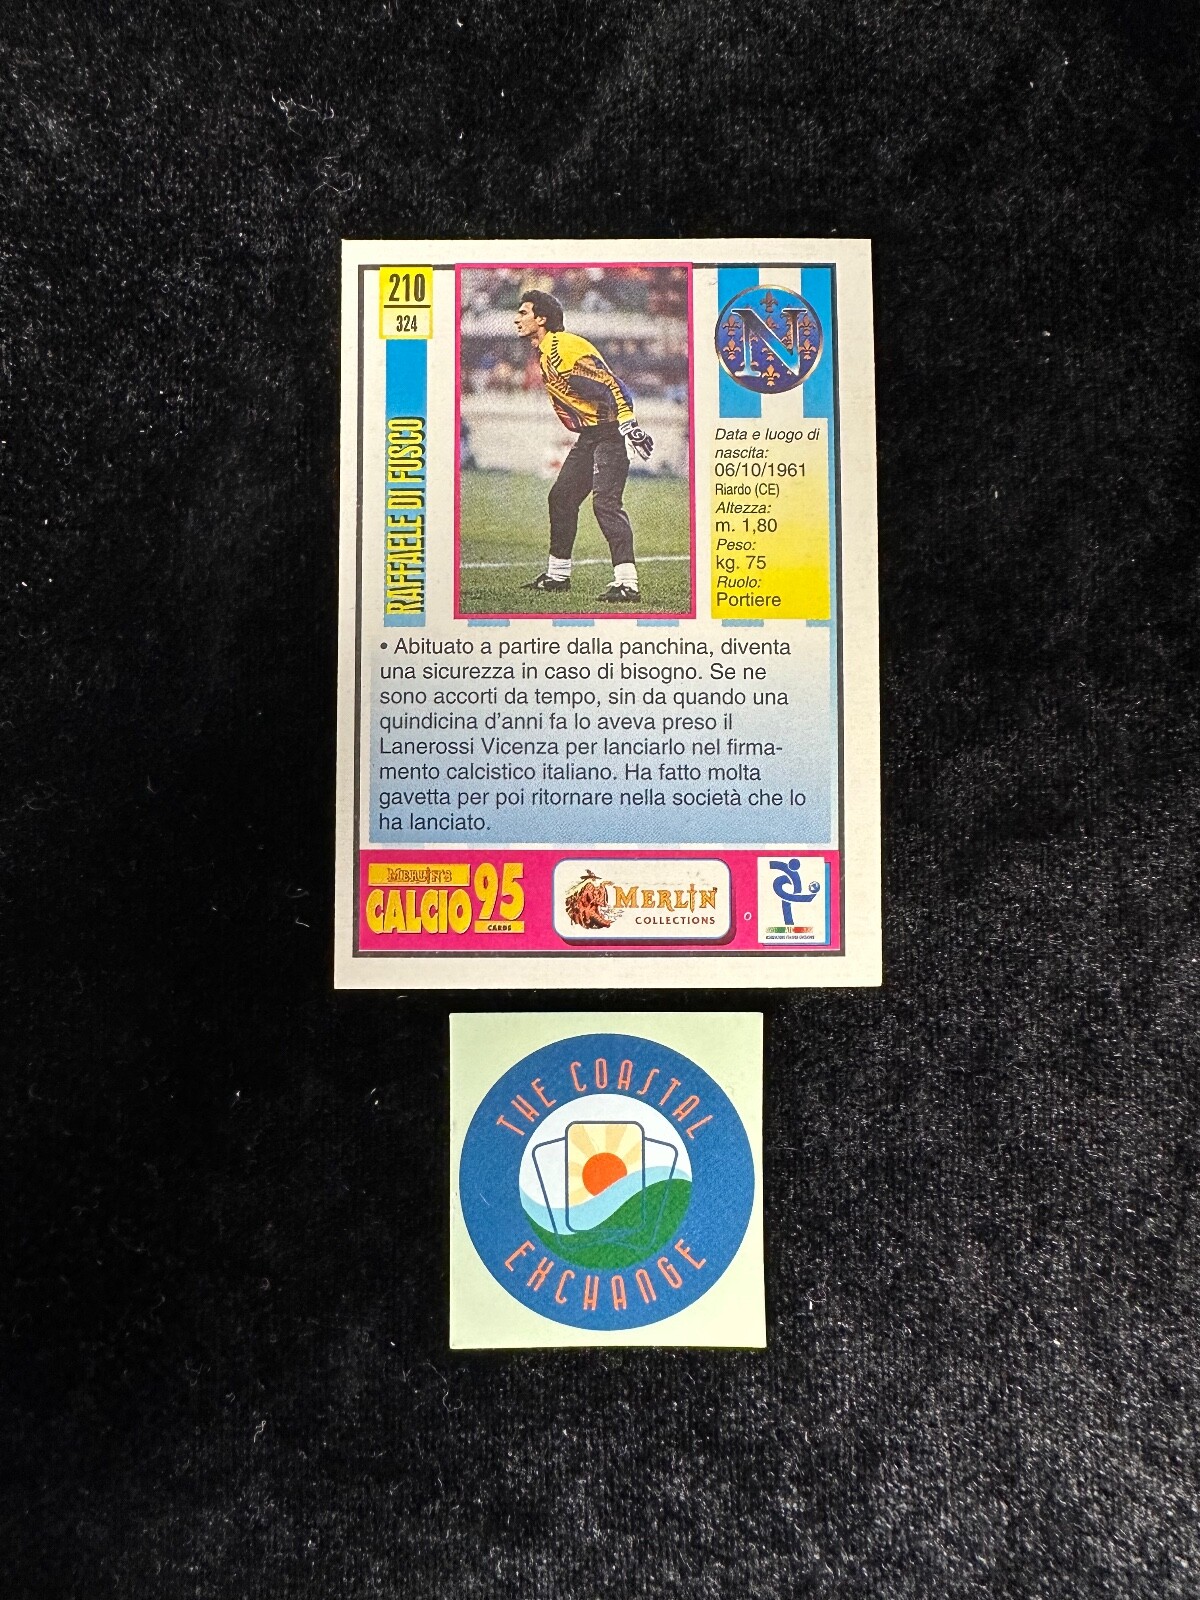 210
324
RAFFAELE DI FUSCO
N
Data e luogo di
nascita:
06/10/1961
Riardo (CE)
Altezza:
m. 1,80
Peso:
kg. 75
Ruolo:
Portiere
• Abituato a partire dalla panchina, diventa
una sicurezza in caso di bisogno. Se ne
sono accorti da tempo, sin da quando una
quindicina d'anni fa lo aveva preso il
Lanerossi Vicenza per lanciarlo nel firma-
mento calcistico italiano. Ha fatto molta
gavetta per poi ritornare nella società che lo
ha lanciato.
MERLIN'S
CALCIO 95
CARDS
MERLIN
COLLECTIONS
THE COASTAL
EXCHANGE